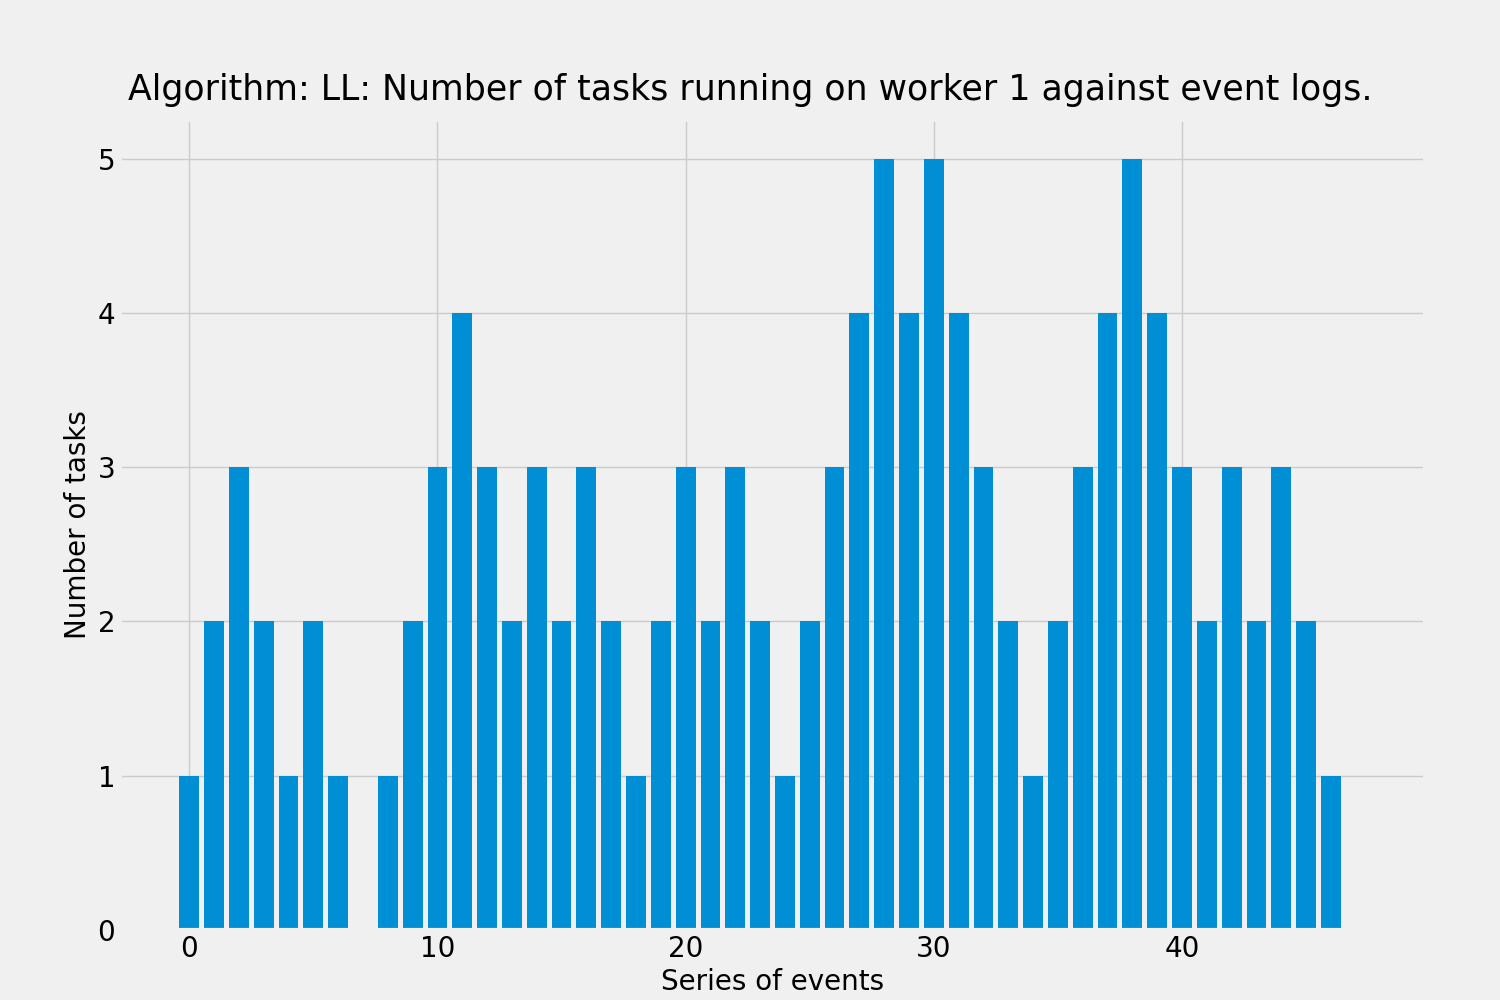 Algorithm: LL: Number of tasks running on worker 1 against event logs.
Number of tasks
5
4
3
2
1
0
0 10 20 30 40
Series of events